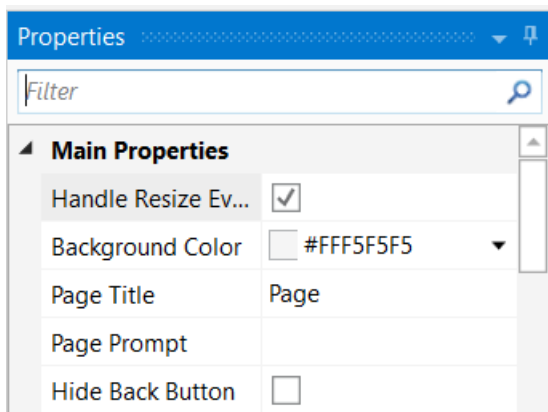 Properties
Filter
Main Properties
Handle Resize Ev...
Background Color #FFF5F5F5
Page Title Page
Page Prompt
Hide Back Button